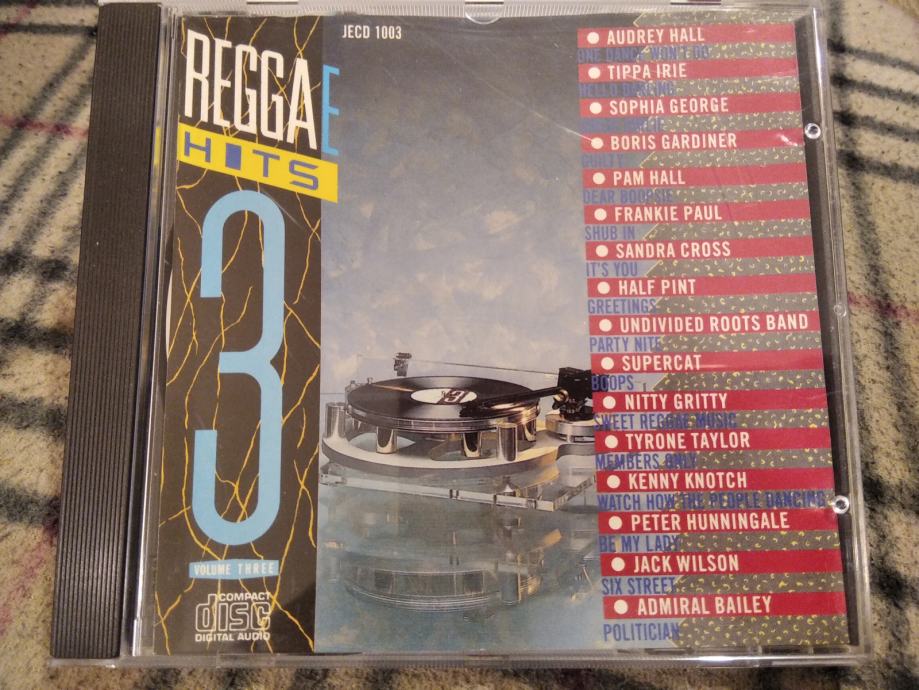 JECD 1003
REGGAE
HITS
3
VOLUME THREE
COMPACT
disc
DIGITAL AUDIO
AUDREY HALL
ONE DANCE WON'T DO
TIPPA IRIE
HELLO DARLING
SOPHIA GEORGE
BORIS GARDINER
GUILTY
PAM HALL
DEAR BOOPSIE
FRANKIE PAUL
SHUB IN
SANDRA CROSS
IT'S YOU
HALF PINT
GREETINGS
UNDIVIDED ROOTS BAND
PARTY NITE
SUPERCAT
BOOPS
NITTY GRITTY
SWEET REGGAE MUSIC
TYRONE TAYLOR
MEMBERS ONLY
KENNY KNOTCH
WATCH HOW THE PEOPLE DANCING
PETER HUNNINGALE
BE MY LADY
JACK WILSON
SIX STREET
ADMIRAL BAILEY
POLITICIAN